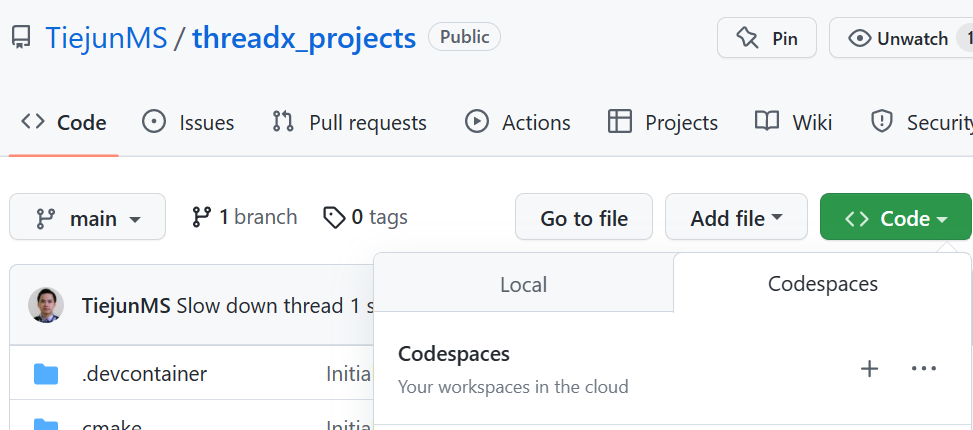 TiejunMS / threadx_projects Public Pin Unwatch 1
Code Issues Pull requests Actions Projects Wiki Security
main 1 branch 0 tags Go to file Add file Code
Local Codespaces
TiejunMS Slow down thread 1 s
Codespaces
.devcontainer Initia
Your workspaces in the cloud
cmake Initia